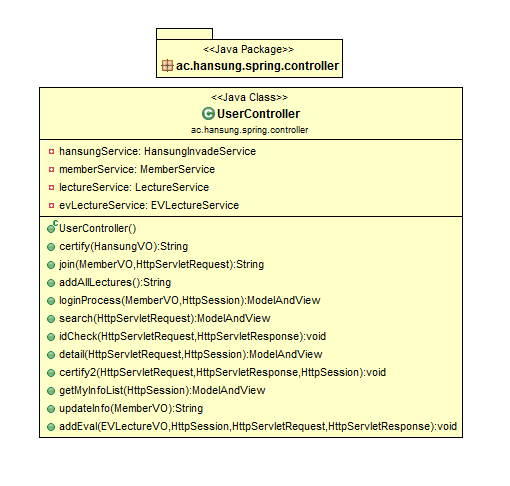 <<Java Package>>
ac.hansung.spring.controller
<<Java Class>>
C UserController
ac.hansung.spring.controller
hansungService: HansungInvadeService
memberService: MemberService
lectureService: LectureService
evLectureService: EVLectureService
C UserController()
certify(HansungVO):String
join(MemberVO,HttpServletRequest):String
addAllLectures():String
loginProcess(MemberVO,HttpSession):ModelAndView
search(HttpServletRequest):ModelAndView
idCheck(HttpServletRequest,HttpServletResponse):void
detail(HttpServletRequest,HttpSession):ModelAndView
certify2(HttpServletRequest,HttpServletResponse,HttpSession):void
getMyInfoList(HttpSession):ModelAndView
updateInfo(MemberVO):String
addEval(EVLectureVO,HttpSession,HttpServletRequest,HttpServletResponse):void